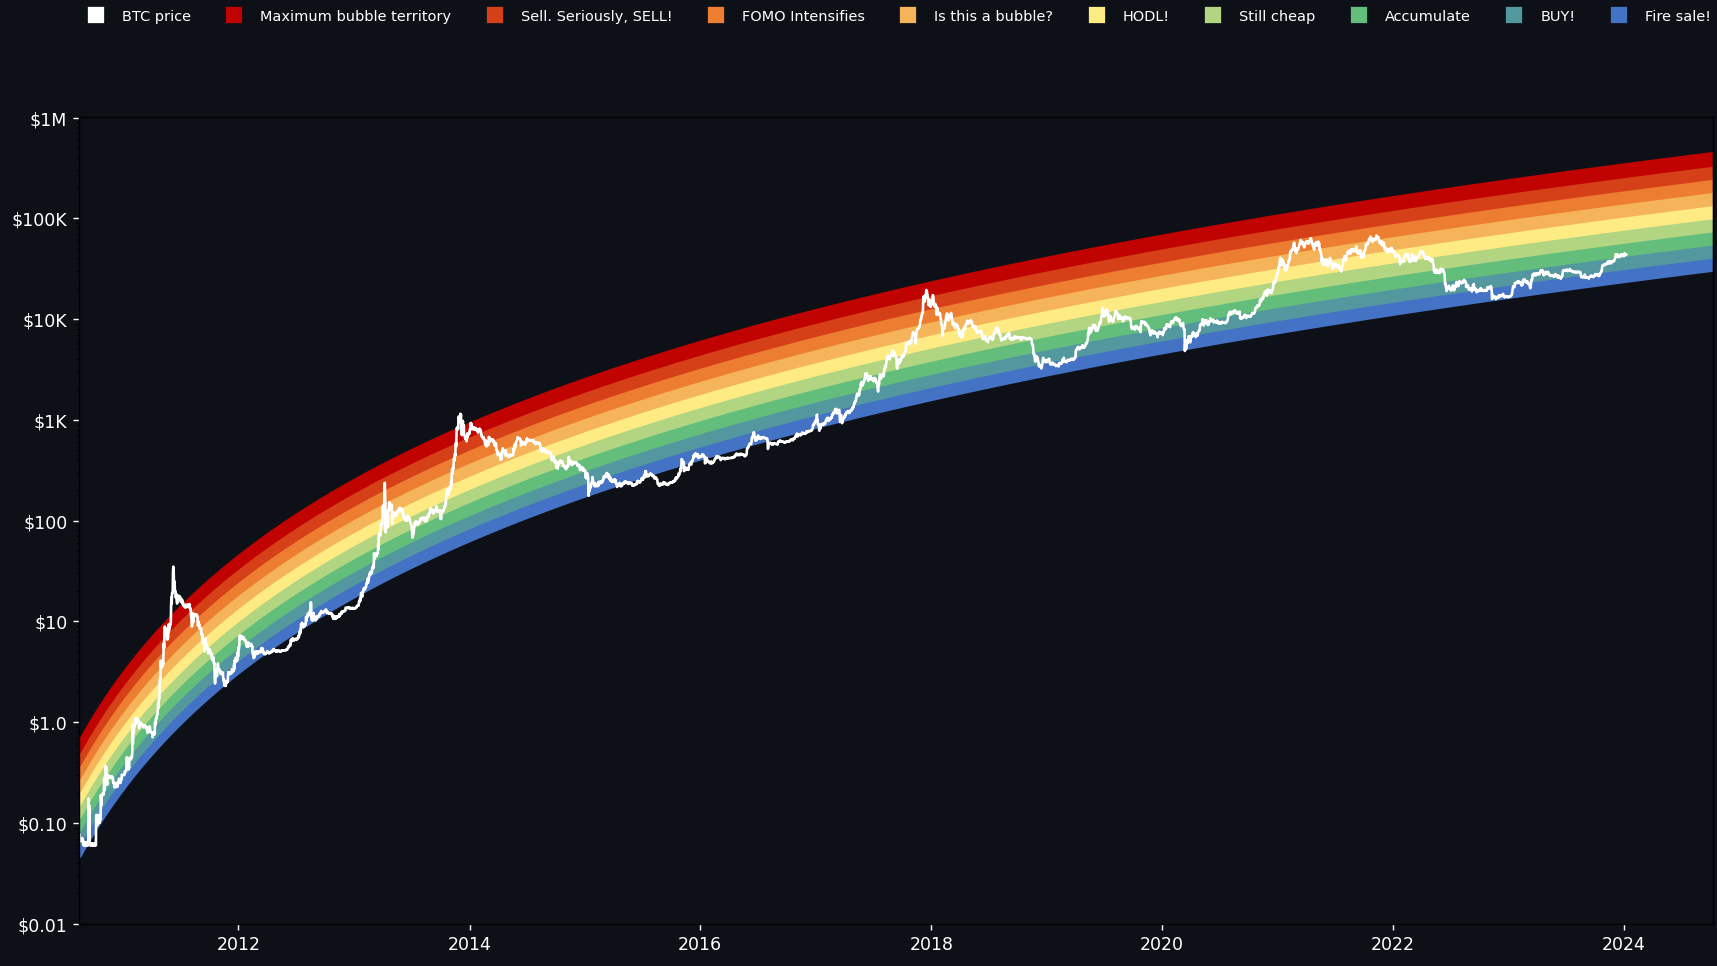 BTC price Maximum bubble territory Sell. Seriously, SELL! FOMO Intensifies Is this a bubble? HODL! Still cheap Accumulate BUY! Fire sale!
$1M
$100K
$10K
$1K
$100
$10
$1.0
$0.10
$0.01
2012 2014 2016 2018 2020 2022 2024